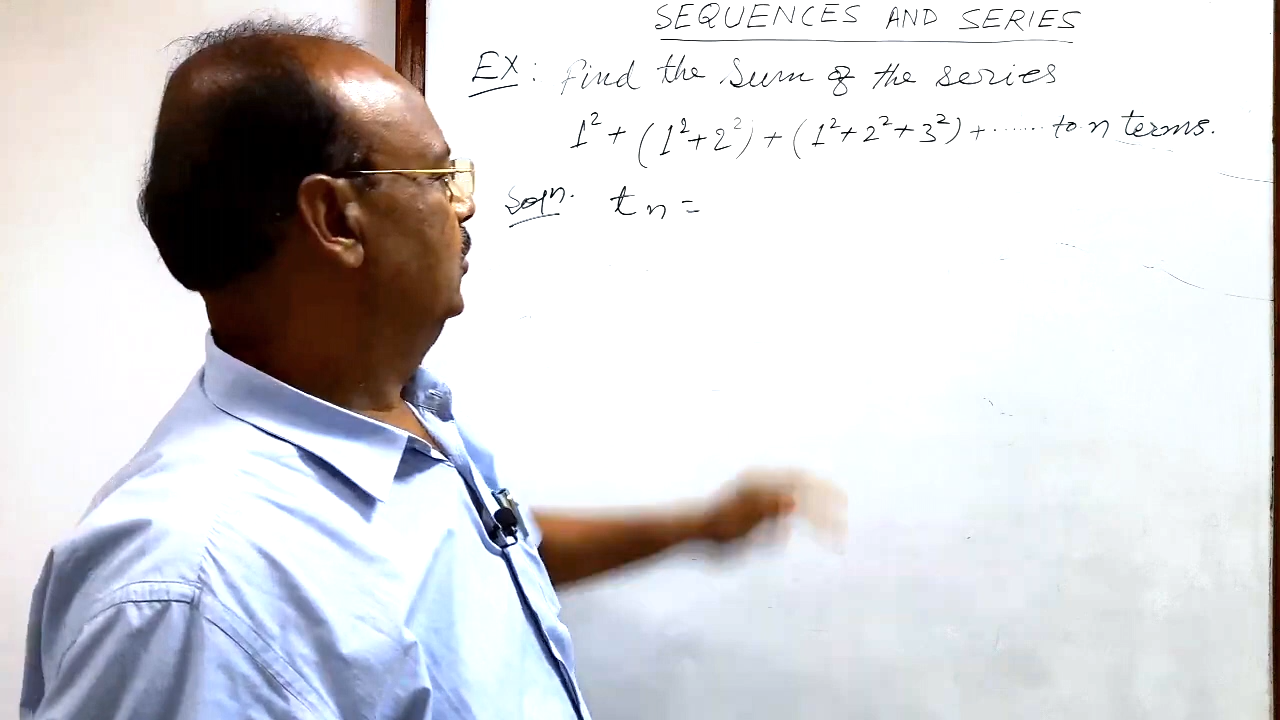 SEQUENCES AND SERIES
EX: Find the sum of the series
1² + (1²+2²) + (1²+2²+3²) + ...... to n terms.
Solⁿ. tₙ =